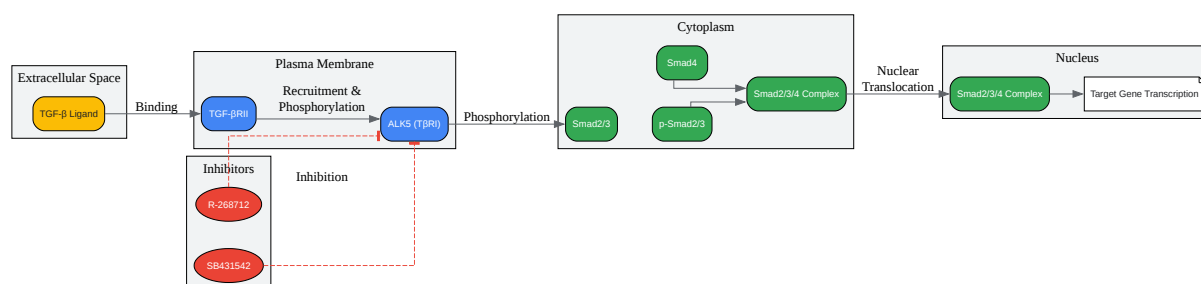 Extracellular Space
TGF-β Ligand
Binding
Plasma Membrane
TGF-βRII
Recruitment &
Phosphorylation
ALK5 (TβRI)
Phosphorylation
Inhibitors
R-268712
SB431542
Inhibition
Cytoplasm
Smad2/3
Smad4
p-Smad2/3
Smad2/3/4 Complex
Nuclear
Translocation
Nucleus
Smad2/3/4 Complex
Target Gene Transcription